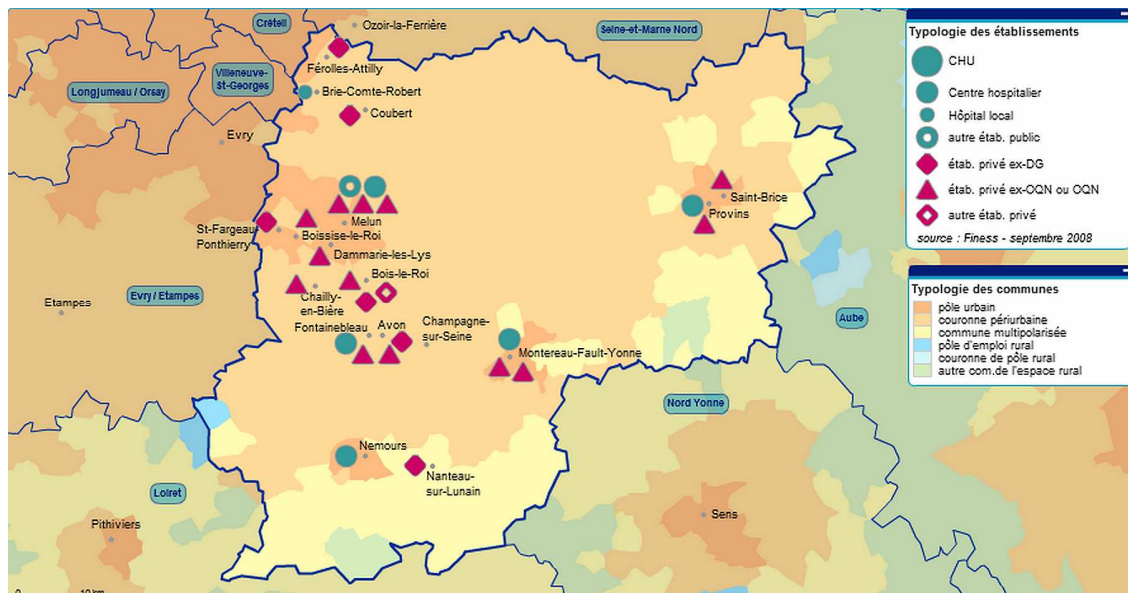 Créteil
Ozoir-la-Ferrière
Seine-et-Marne Nord
Férolles-Attilly
Villeneuve-
St-Georges
Longjumeau / Orsay
Brie-Comte-Robert
Coubert
Evry
Saint-Brice
Provins
Melun
St-Fargeau-
Ponthierry
Boissise-le-Roi
Dammarie-les-Lys
Bois-le-Roi
Chailly-
en-Bière
Evry / Etampes
Etampes
Fontainebleau
Avon
Champagne-
sur-Seine
Montereau-Fault-Yonne
Aube
Nord Yonne
Nemours
Nanteau-
sur-Lunain
Loiret
Pithiviers
Sens
Typologie des établissements
CHU
Centre hospitalier
Hôpital local
autre étab. public
étab. privé ex-DG
étab. privé ex-OQN ou OQN
autre étab. privé
source : Finess - septembre 2008
Typologie des communes
pôle urbain
couronne périurbaine
commune multipolarisée
pôle d'emploi rural
couronne de pôle rural
autre com.de l'espace rural